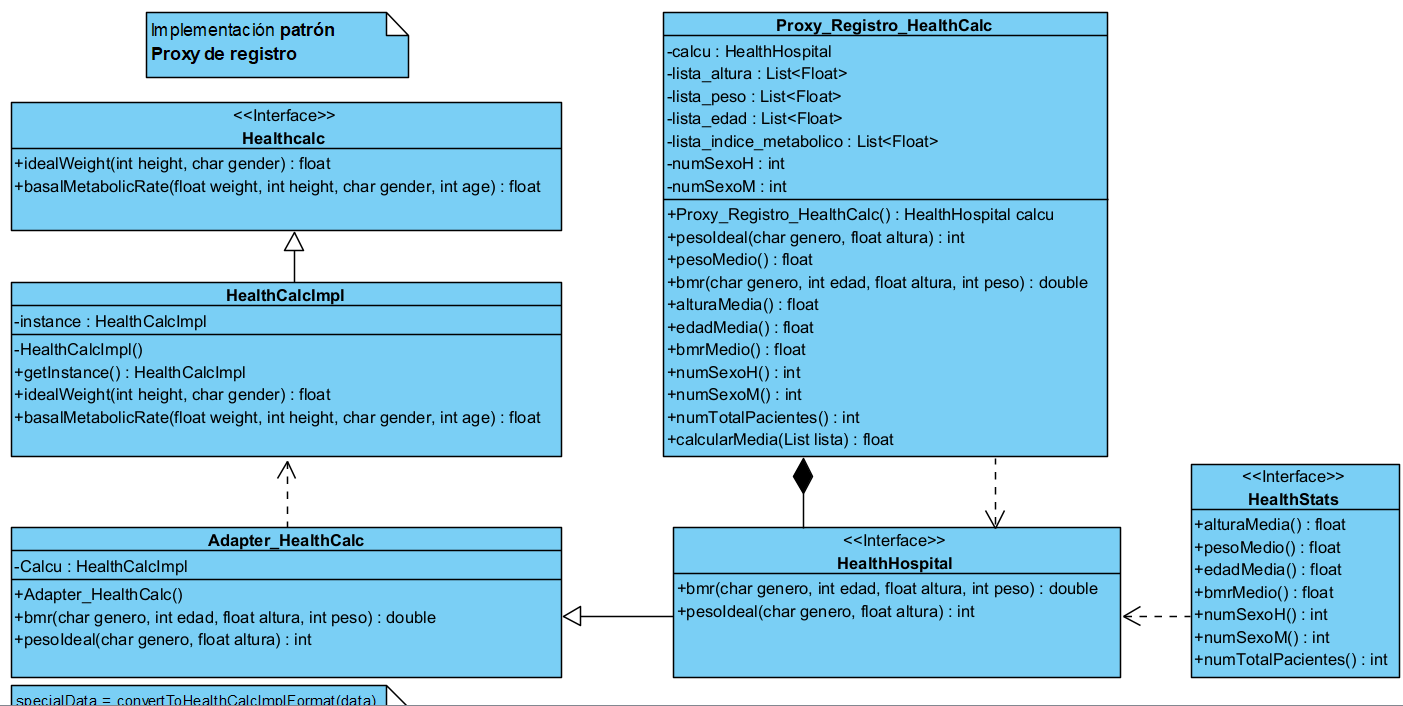 Implementación patrón
Proxy de registro
<<Interface>>
Healthcalc
+idealWeight(int height, char gender) : float
+basalMetabolicRate(float weight, int height, char gender, int age) : float
HealthCalcImpl
-instance : HealthCalcImpl
-HealthCalcImpl()
+getInstance() : HealthCalcImpl
+idealWeight(int height, char gender) : float
+basalMetabolicRate(float weight, int height, char gender, int age) : float
Adapter_HealthCalc
-Calcu : HealthCalcImpl
+Adapter_HealthCalc()
+bmr(char genero, int edad, float altura, int peso) : double
+pesoIdeal(char genero, float altura) : int
specialData = convertToHealthCalcImplFormat(data)
Proxy_Registro_HealthCalc
-calcu : HealthHospital
-lista_altura : List<Float>
-lista_peso : List<Float>
-lista_edad : List<Float>
-lista_indice_metabolico : List<Float>
-numSexoH : int
-numSexoM : int
+Proxy_Registro_HealthCalc() : HealthHospital calcu
+pesoIdeal(char genero, float altura) : int
+pesoMedio() : float
+bmr(char genero, int edad, float altura, int peso) : double
+alturaMedia() : float
+edadMedia() : float
+bmrMedio() : float
+numSexoH() : int
+numSexoM() : int
+numTotalPacientes() : int
+calcularMedia(List lista) : float
<<Interface>>
HealthHospital
+bmr(char genero, int edad, float altura, int peso) : double
+pesoIdeal(char genero, float altura) : int
<<Interface>>
HealthStats
+alturaMedia() : float
+pesoMedio() : float
+edadMedia() : float
+bmrMedio() : float
+numSexoH() : int
+numSexoM() : int
+numTotalPacientes() : int